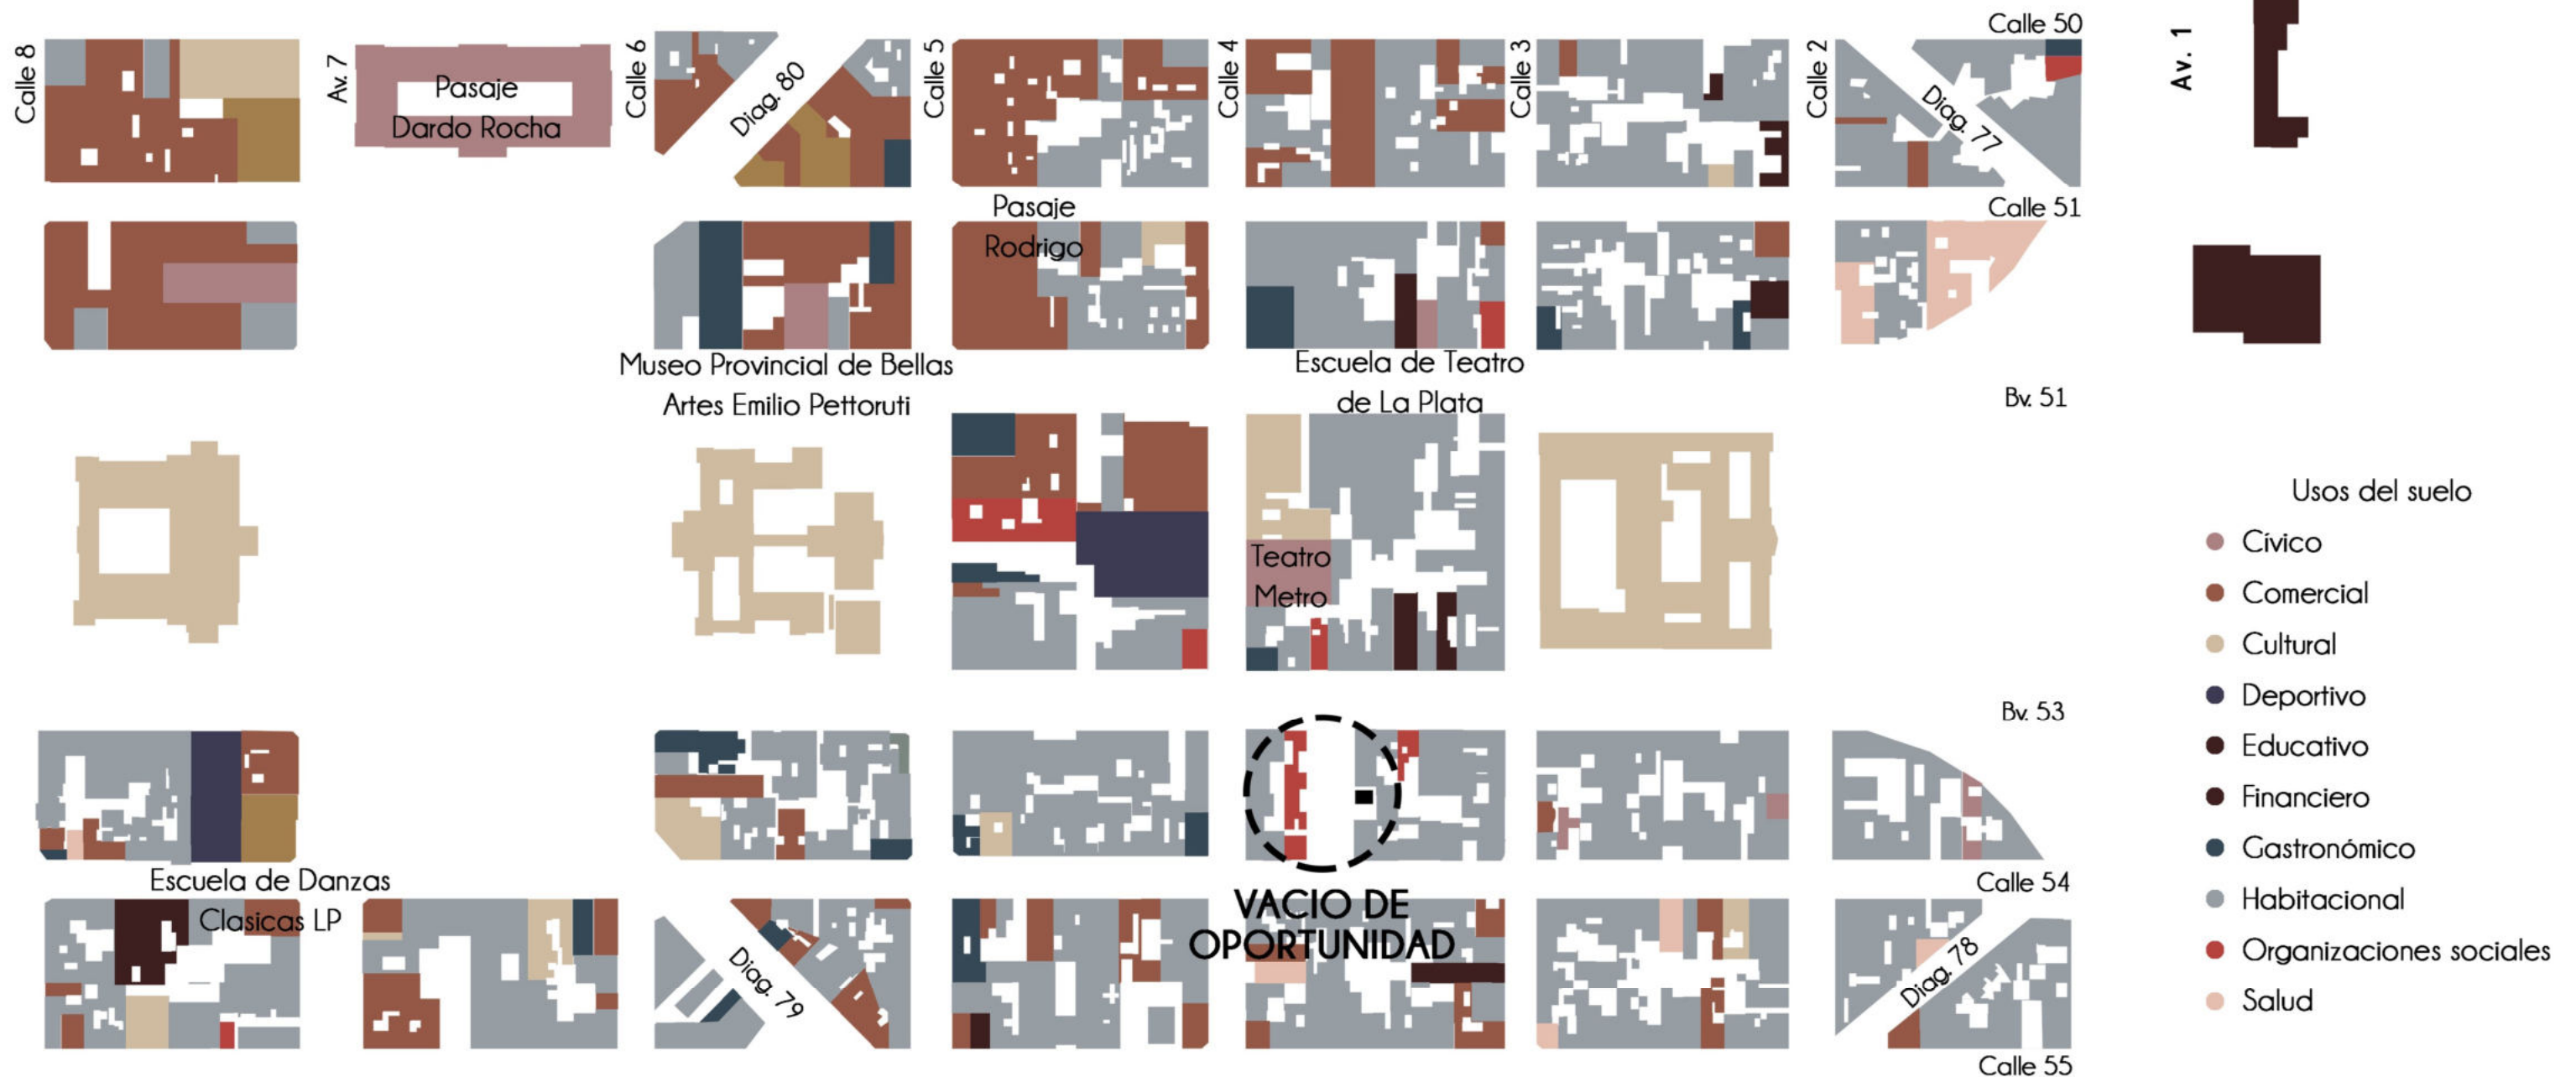 Calle 50
Calle 8
Av. 7
Pasaje
Dardo Rocha
Calle 6
Diag. 80
Calle 5
Calle 4
Calle 3
Calle 2
Diag. 77
Av. 1
Pasaje
Rodrigo
Calle 51
Museo Provincial de Bellas
Artes Emilio Pettoruti
Escuela de Teatro
de La Plata
Bv. 51
Teatro
Metro
Usos del suelo
Cívico
Comercial
Cultural
Deportivo
Educativo
Financiero
Gastronómico
Habitacional
Organizaciones sociales
Salud
Bv. 53
Escuela de Danzas
Clasicas LP
Calle 54
VACIO DE
OPORTUNIDAD
Diag. 79
Diag. 78
Calle 55